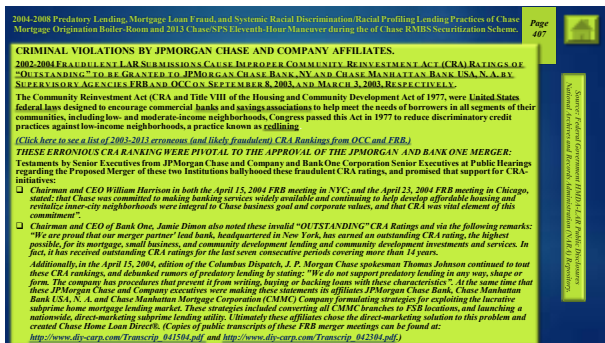 2004-2008 Predatory Lending, Mortgage Loan Fraud, and Systemic Racial Discrimination/Racial Profiling Lending Practices of Chase
Mortgage Origination Boiler-Room and 2013 Chase/SPS Eleventh-Hour Maneuver during the of Chase RMBS Securitization Scheme.
Page
407
CRIMINAL VIOLATIONS BY JPMORGAN CHASE AND COMPANY AFFILIATES.
2002-2004 FRAUDULENT LAR SUBMISSIONS CAUSE IMPROPER COMMUNITY REINVESTMENT ACT (CRA) RATINGS OF
"OUTSTANDING" TO BE GRANTED TO JPMORGAN CHASE BANK, NY AND CHASE MANHATTAN BANK USA, N. A. BY
SUPERVISORY AGENCIES FRB AND OCC ON SEPTEMBER 8, 2003, AND MARCH 3, 2003, RESPECTIVELY.
The Community Reinvestment Act (CRA and Title VIII of the Housing and Community Development Act of 1977, were United States
federal laws designed to encourage commercial banks and savings associations to help meet the needs of borrowers in all segments of their
communities, including low- and moderate-income neighborhoods, Congress passed this Act in 1977 to reduce discriminatory credit
practices against low-income neighborhoods, a practice known as redlining
(Click here to see a list of 2003-2013 erroneous (and likely fraudulent) CRA Rankings from OCC and FRB.)
THESE ERRONOUS CRA RANKING WERE PIVOTAL TO THE APPROVAL OF THE JPMORGAN AND BANK ONE MERGER:
Testaments by Senior Executives from JPMorgan Chase and Company and Bank One Corporation Senior Executives at Public Hearings
regarding the Proposed Merger of these two Institutions ballyhooed these fraudulent CRA ratings, and promised that support for CRA-
initiatives:
❑ Chairman and CEO William Harrison in both the April 15, 2004 FRB meeting in NYC; and the April 23, 2004 FRB meeting in Chicago,
stated: that Chase was committed to making banking services widely available and continuing to help develop affordable housing and
revitalize inner-city neighborhoods were integral to Chase business goal and corporate values, and that CRA was vital element of this
commitment".
❑ Chairman and CEO of Bank One, Jamie Dimon also noted these invalid "OUTSTANDING" CRA Ratings and via the following remarks:
"We are proud that our merger partner' lead bank, headquartered in New York, has earned an outstanding CRA rating, the highest
possible, for its mortgage, small business, and community development lending and community development investments and services. In
fact, it has received outstanding CRA ratings for the last seven consecutive periods covering more than 14 years.
Additionally, in the April 15, 2004, edition of the Columbus Dispatch, J. P. Morgan Chase spokesman Thomas Johnson continued to tout
these CRA rankings, and debunked rumors of predatory lending by stating: "We do not support predatory lending in any way, shape or
form. The company has procedures that prevent it from writing, buying or backing loans with these characteristics". At the same time that
these JPMorgan Chase and Company executives were making these statements its affiliates JPMorgan Chase Bank, Chase Manhattan
Bank USA, N. A. and Chase Manhattan Mortgage Corporation (CMMC) Company formulating strategies for exploiting the lucrative
subprime home mortgage lending market. These strategies included converting all CMMC branches to FSB locations, and launching a
nationwide, direct-marketing subprime lending utility. Ultimately these affiliates chose the direct-marketing solution to this problem and
created Chase Home Loan Direct®. (Copies of public transcripts of these FRB merger meetings can be found at:
http://www.diy-carp.com/Transcrip_041504.pdf and http://www.diy-carp.com/Transcrip_042304.pdf.)
Source: Federal Government HMDA-LAR Public Disclosures
National Archives and Records Administration (NARA) Repository.